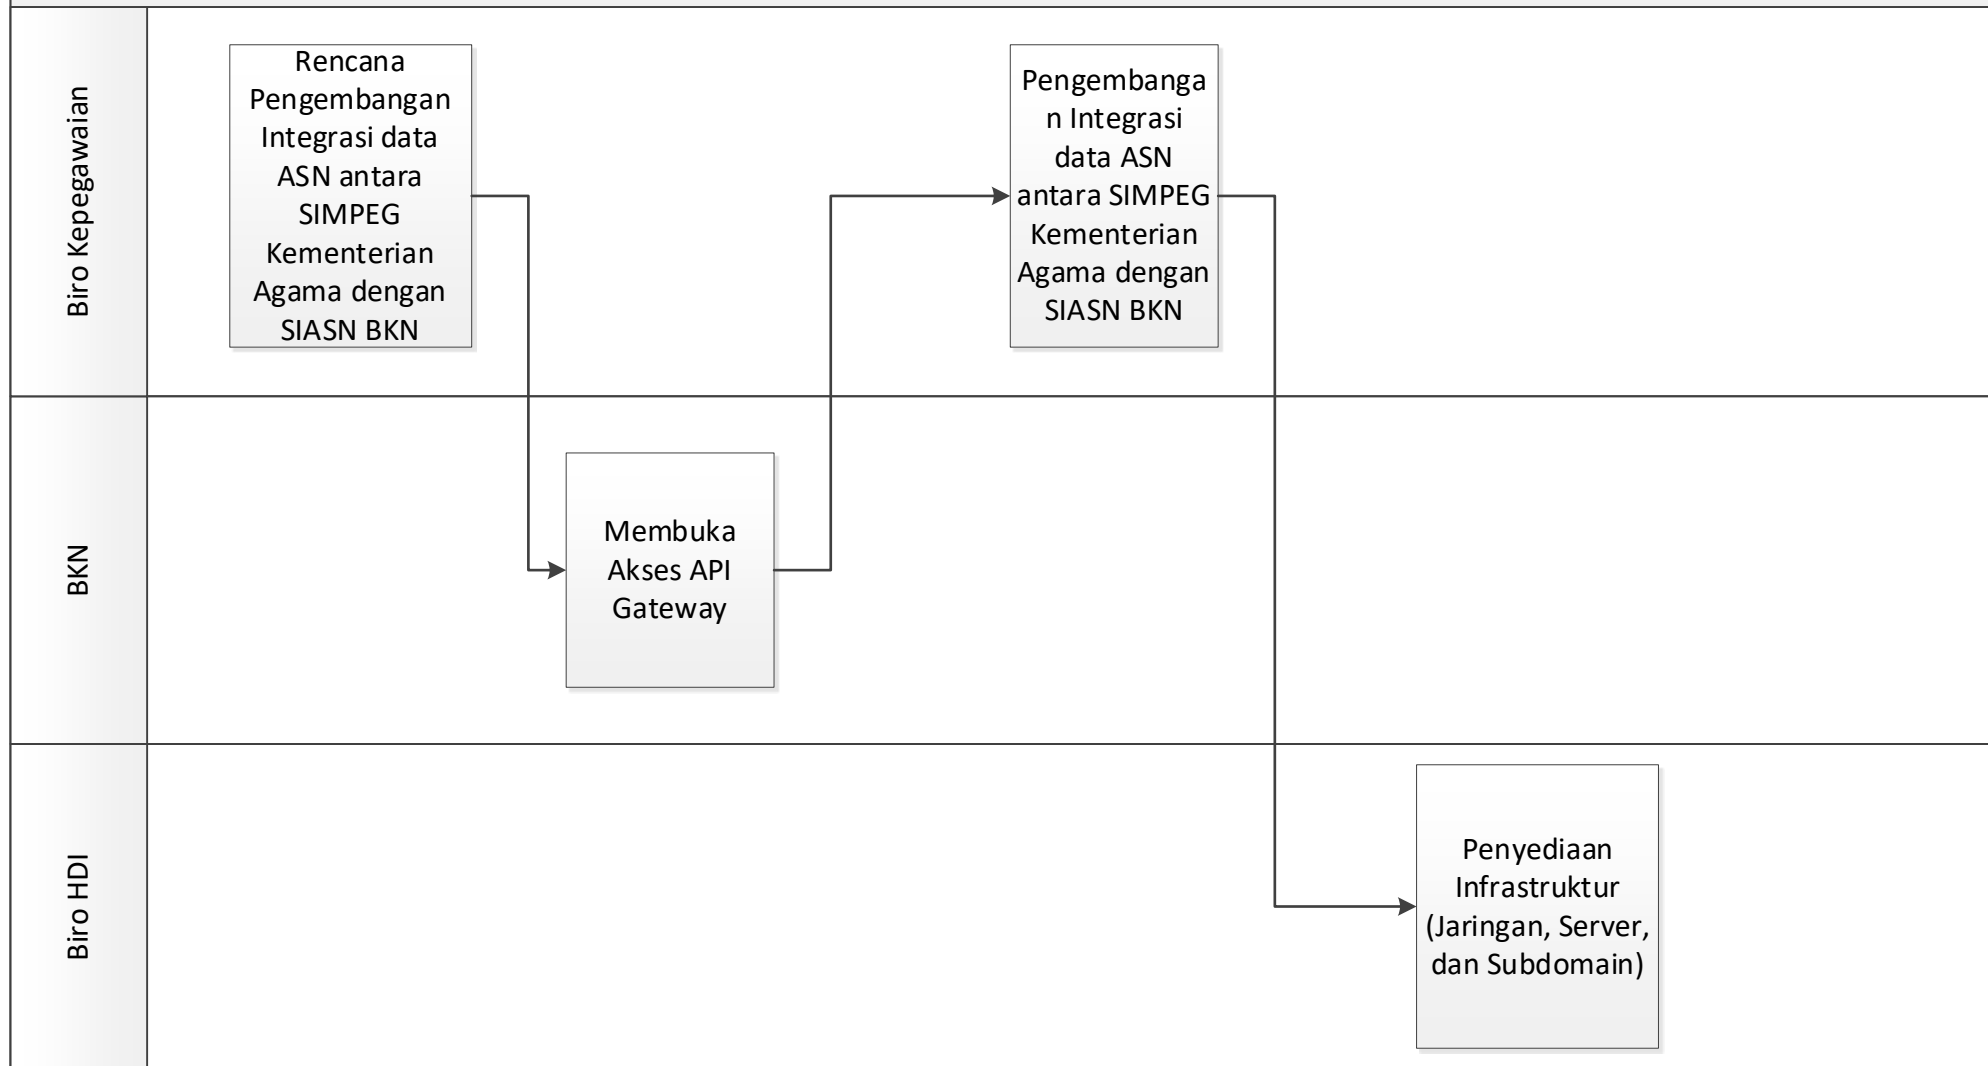 Biro Kepegawaian
Rencana
Pengembangan
Integrasi data
ASN antara
SIMPEG
Kementerian
Agama dengan
SIASN BKN
Pengembanga
n Integrasi
data ASN
antara SIMPEG
Kementerian
Agama dengan
SIASN BKN
BKN
Membuka
Akses API
Gateway
Biro HDI
Penyediaan
Infrastruktur
(Jaringan, Server,
dan Subdomain)